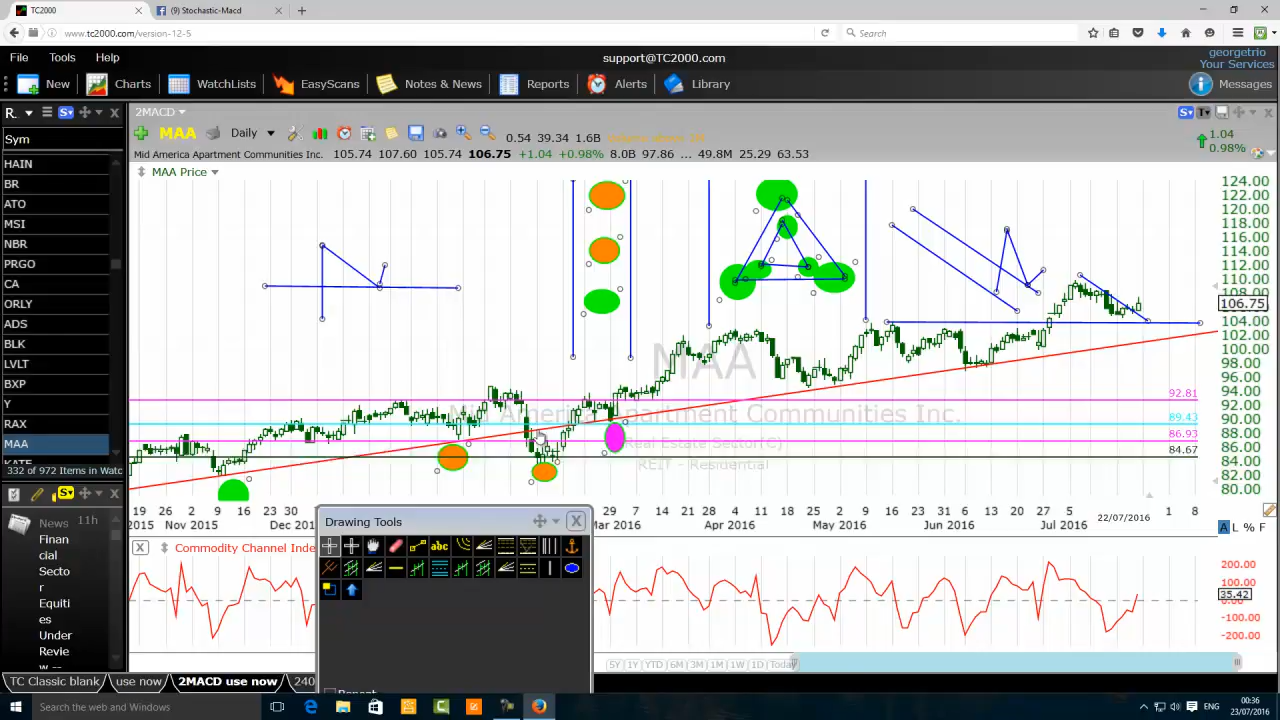 TC2000
(9) Stochastic-Macd
www.tc2000.com/version-12-5
Search
File
Tools
Help
support@TC2000.com
georgetrio
Your Services
New
Charts
WatchLists
EasyScans
Notes & News
Reports
Alerts
Library
Messages
R.
2MACD
MAA
Daily
0.54 39.34 1.6B
Mid America Apartment Communities Inc. 105.74 107.60 105.74 106.75 +1.04 +0.98% 8.0B 97.86 ... 49.8M 25.29 63.53
1.04
0.98%
MAA Price
Sym
HAIN
BR
ATO
MSI
NBR
PRGO
CA
ORLY
ADS
BLK
LVLT
BXP
Y
RAX
MAA
332 of 972 Items in Watc
124.00
122.00
120.00
118.00
116.00
114.00
112.00
110.00
108.00
106.75
104.00
102.00
100.00
98.00
96.00
94.00
92.00
90.00
88.00
86.00
84.00
82.00
80.00
92.81
89.43
86.93
84.67
MAA
Mid America Apartment Communities Inc.
Real Estate Sector(C)
REIT - Residential
19 26 2 9 16 23 30
2015 Nov 2015 Dec
29 7 14 21 28 4 11 18 25 2 9 16 23 31 6 13 20 27 5 1 8
Mar 2016 Apr 2016 May 2016 Jun 2016 Jul 2016 22/07/2016
A L % F
News 11h
Finan
cial
Secto
r
Equiti
es
Under
Revie
w --
Drawing Tools
abc
Repeat
Commodity Channel Inde
200.00
100.00
35.42
0.00
-100.00
-200.00
5Y 1Y YTD 6M 3M 1M 1W 1D Today
TC Classic blank
use now
2MACD use now
240
Search the web and Windows
ENG
00:36
23/07/2016